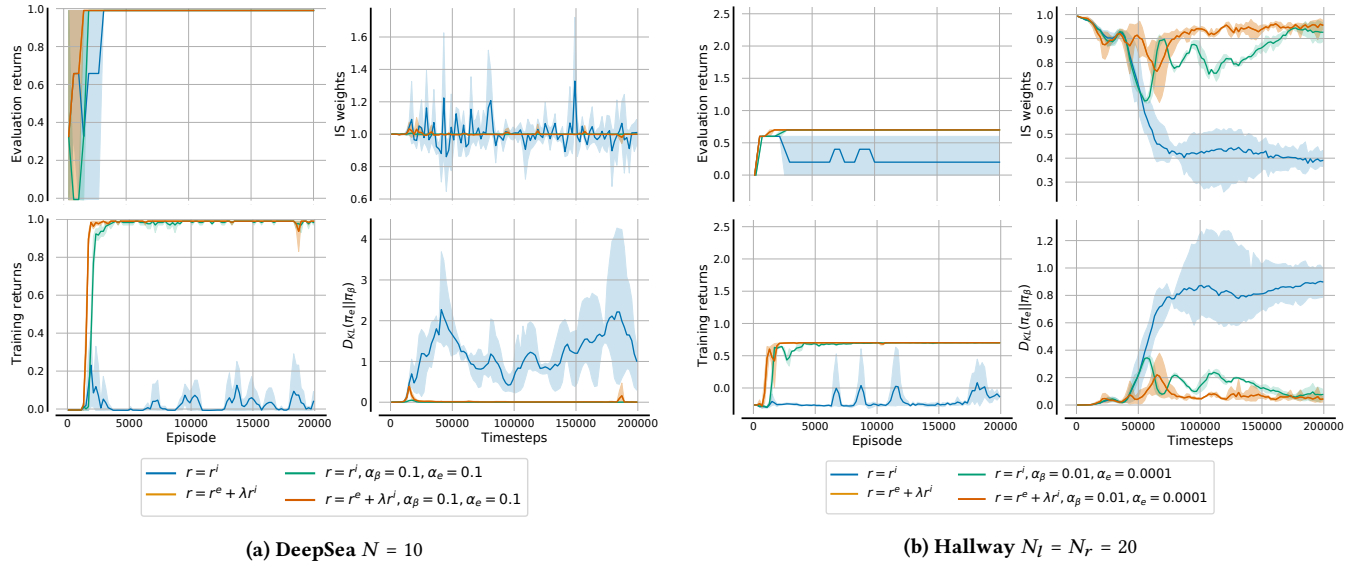 Evaluation returns
1.0
0.8
0.6
0.4
0.2
0.0
IS weights
1.6
1.4
1.2
1.0
0.8
0.6
Training returns
1.0
0.8
0.6
0.4
0.2
0.0
0 5000 10000 15000 20000
Episode
D_{KL}(π_e||π_β)
4
3
2
1
0
0 50000 100000 150000 200000
Timesteps
r = r^i
r = r^i, α_β = 0.1, α_e = 0.1
r = r^e + λr^i
r = r^e + λr^i, α_β = 0.1, α_e = 0.1
(a) DeepSea N = 10
Evaluation returns
2.5
2.0
1.5
1.0
0.5
0.0
IS weights
1.0
0.9
0.8
0.7
0.6
0.5
0.4
0.3
Training returns
2.5
2.0
1.5
1.0
0.5
0.0
0 5000 10000 15000 20000
Episode
D_{KL}(π_e||π_β)
1.2
1.0
0.8
0.6
0.4
0.2
0.0
0 50000 100000 150000 200000
Timesteps
r = r^i
r = r^i, α_β = 0.01, α_e = 0.0001
r = r^e + λr^i
r = r^e + λr^i, α_β = 0.01, α_e = 0.0001
(b) Hallway N_l = N_r = 20